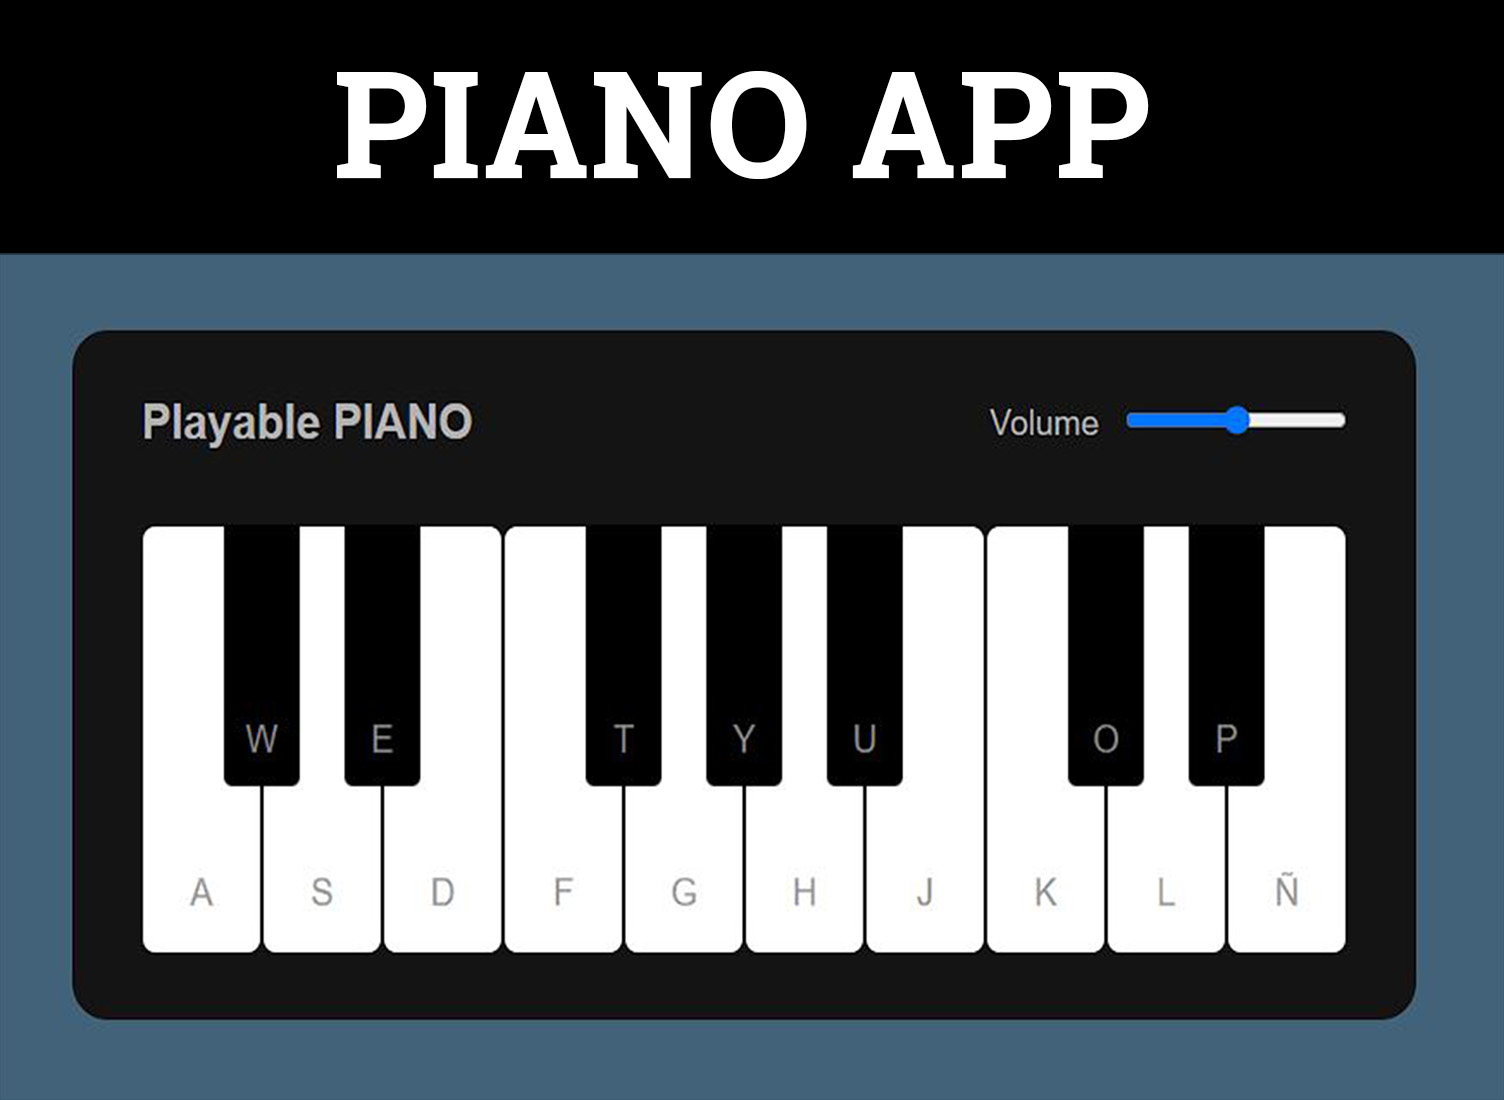 PIANO APP
Playable PIANO
Volume
W E T Y U O P
A S D F G H J K L Ñ